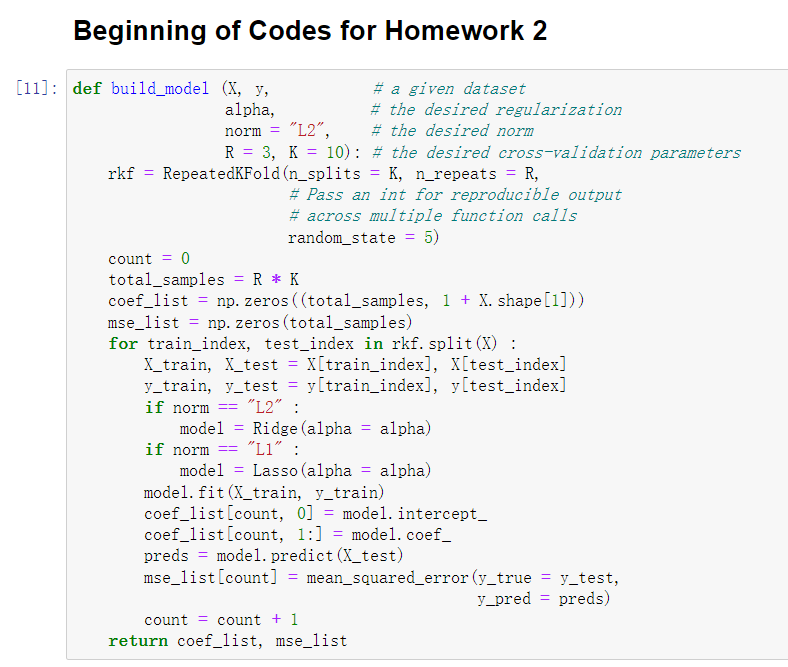 Beginning of Codes for Homework 2
[11]: def build_model (X, y, # a given dataset
alpha, # the desired regularization
norm = "L2", # the desired norm
R = 3, K = 10): # the desired cross-validation parameters
rkf = RepeatedKFold(n_splits = K, n_repeats = R,
# Pass an int for reproducible output
# across multiple function calls
random_state = 5)
count = 0
total_samples = R * K
coef_list = np.zeros((total_samples, 1 + X.shape[1]))
mse_list = np.zeros(total_samples)
for train_index, test_index in rkf.split(X) :
X_train, X_test = X[train_index], X[test_index]
y_train, y_test = y[train_index], y[test_index]
if norm == "L2" :
model = Ridge(alpha = alpha)
if norm == "L1" :
model = Lasso(alpha = alpha)
model.fit(X_train, y_train)
coef_list[count, 0] = model.intercept_
coef_list[count, 1:] = model.coef_
preds = model.predict(X_test)
mse_list[count] = mean_squared_error(y_true = y_test,
y_pred = preds)
count = count + 1
return coef_list, mse_list